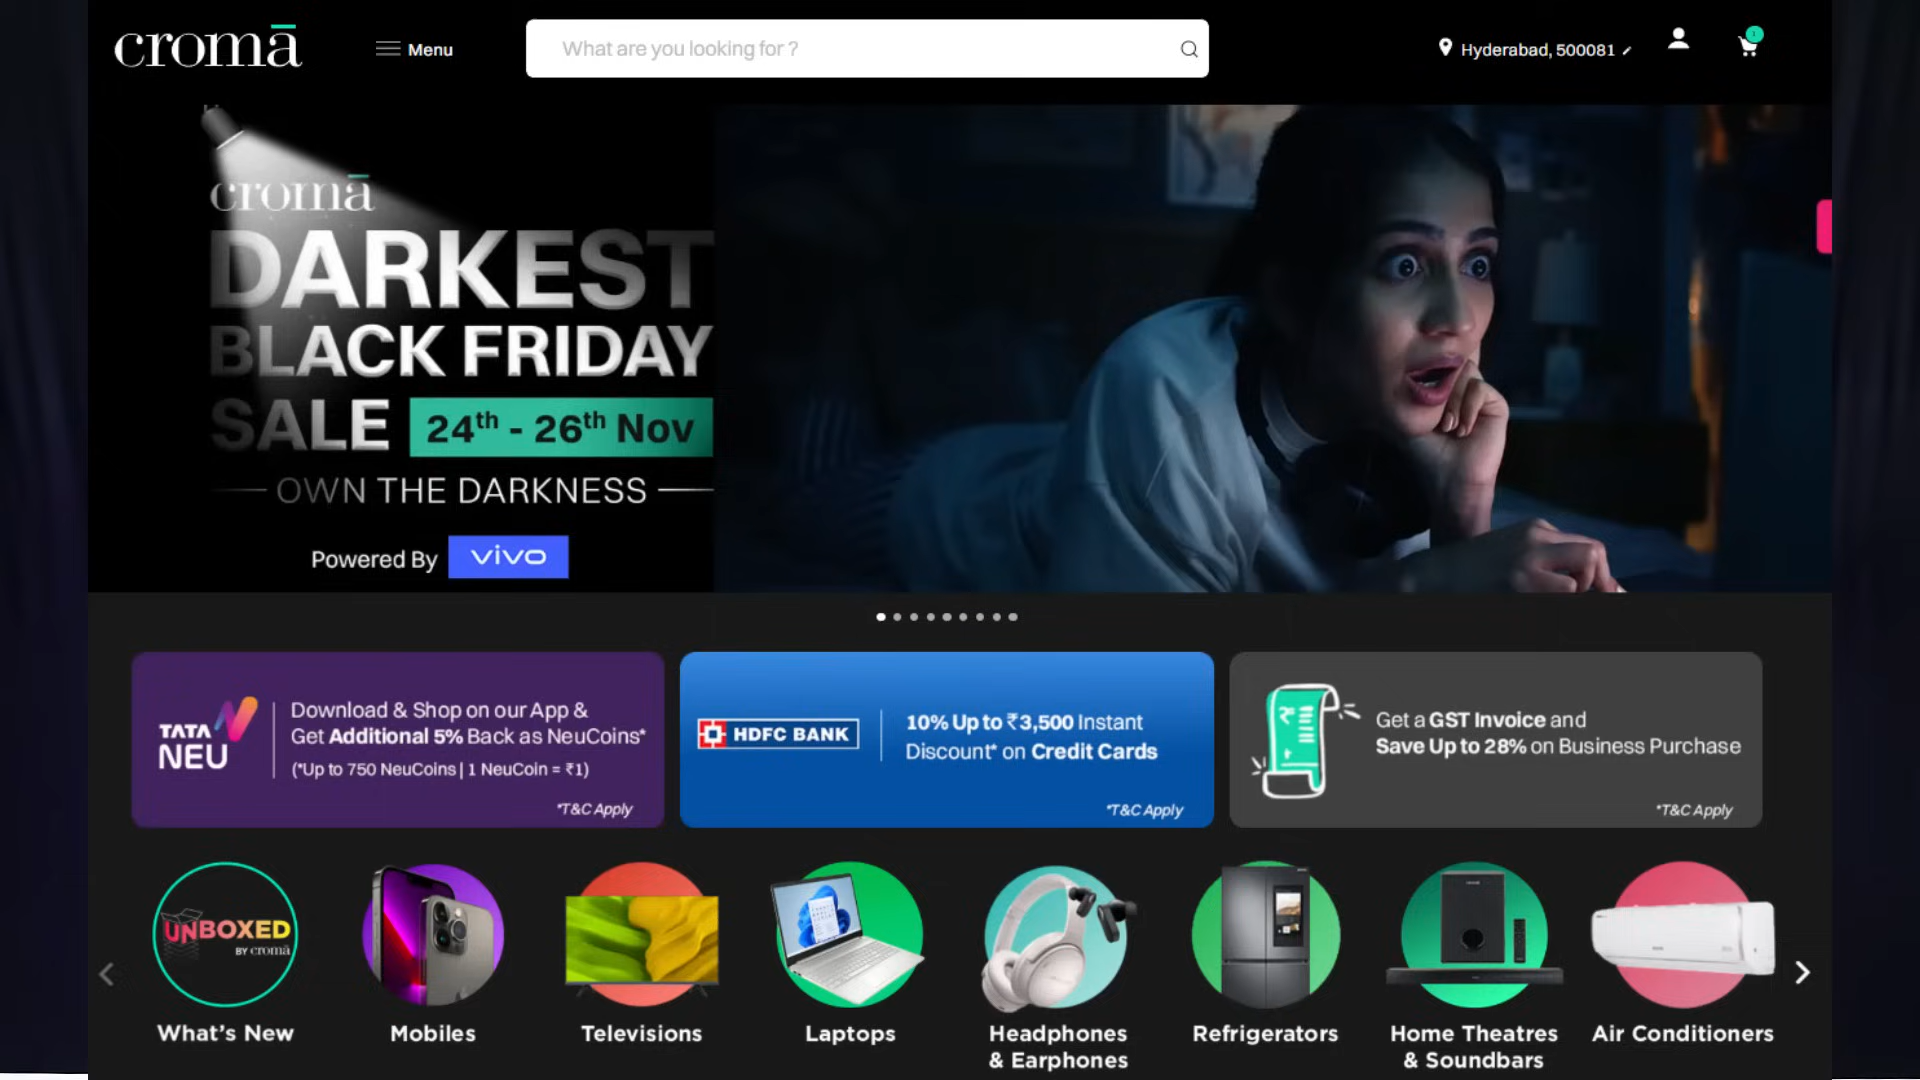 cromā
Menu
What are you looking for ?
Hyderabad, 500081
1
cromā
DARKEST
BLACK FRIDAY
SALE 24th - 26th Nov
OWN THE DARKNESS
Powered By vivo
TATA
NEU
Download & Shop on our App &
Get Additional 5% Back as NeuCoins*
(*Up to 750 NeuCoins | 1 NeuCoin = ₹1)
*T&C Apply
HDFC BANK
10% Up to ₹3,500 Instant
Discount* on Credit Cards
*T&C Apply
Get a GST Invoice and
Save Up to 28% on Business Purchase
*T&C Apply
UNBOXED
BY cromā
What's New
Mobiles
Televisions
Laptops
Headphones
& Earphones
Refrigerators
Home Theatres
& Soundbars
Air Conditioners